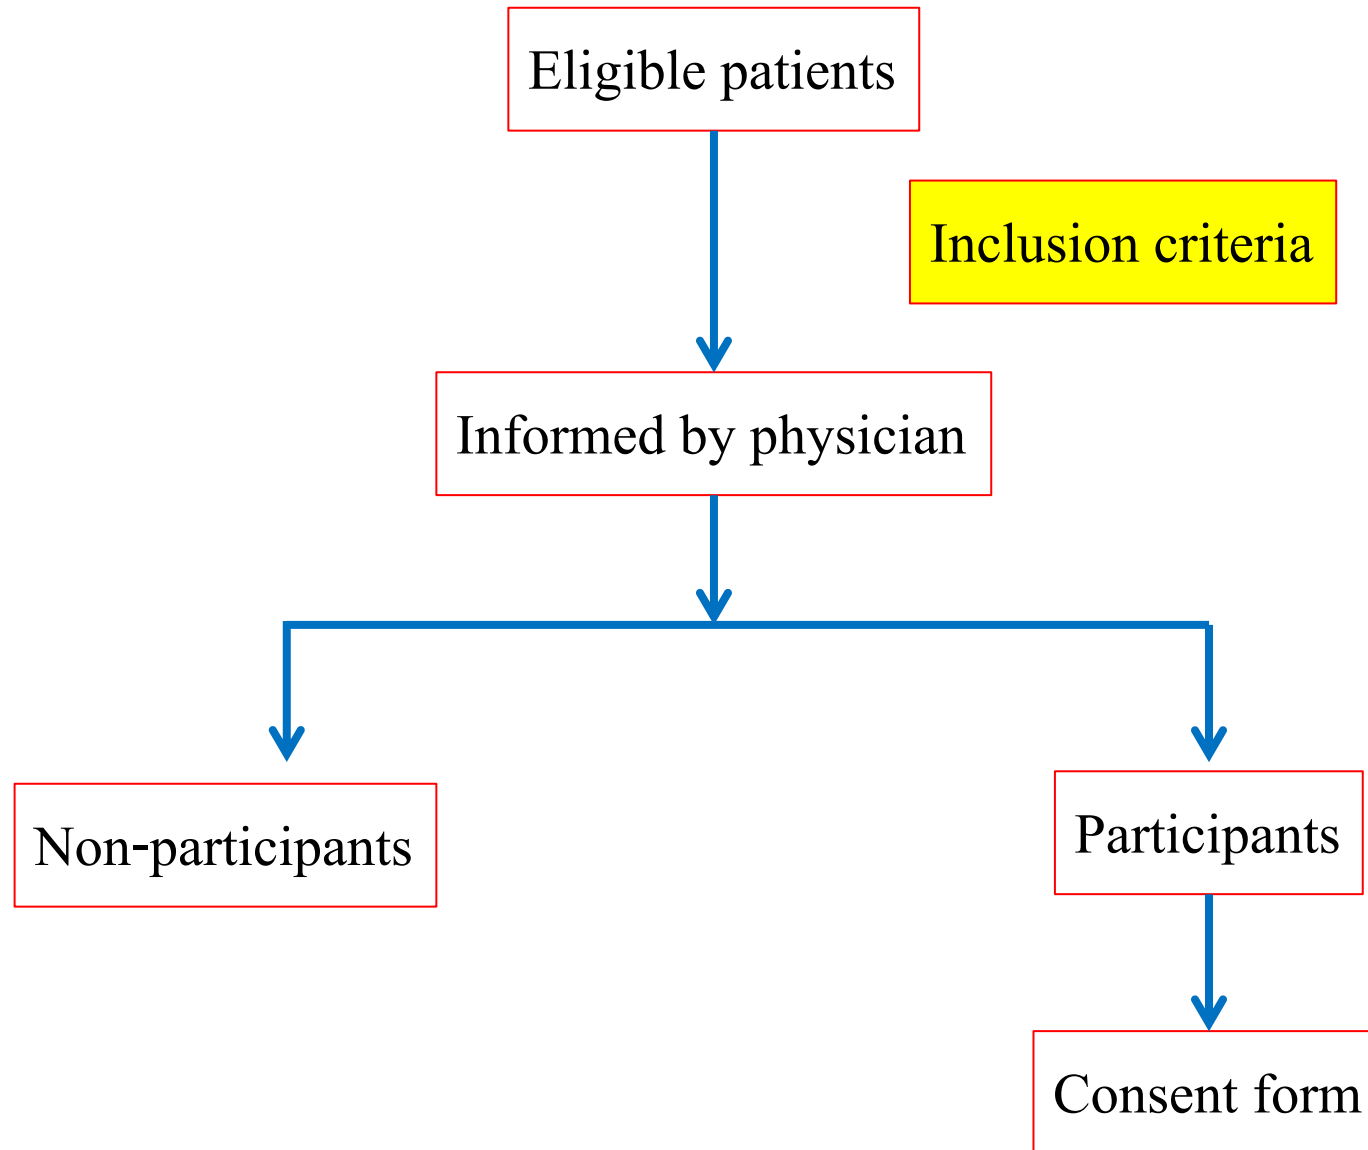 Eligible patients
Inclusion criteria
Informed by physician
Non-participants
Participants
Consent form